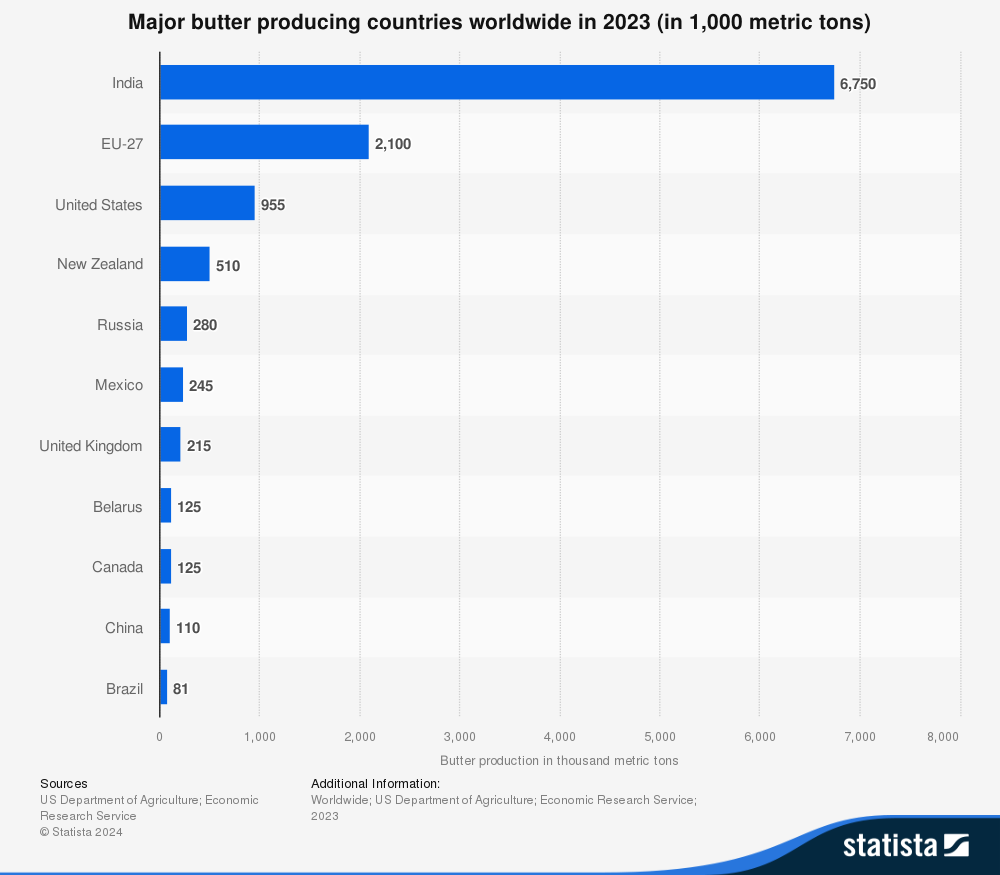 Major butter producing countries worldwide in 2023 (in 1,000 metric tons)
India 6,750
EU-27 2,100
United States 955
New Zealand 510
Russia 280
Mexico 245
United Kingdom 215
Belarus 125
Canada 125
China 110
Brazil 81
0 1,000 2,000 3,000 4,000 5,000 6,000 7,000 8,000
Butter production in thousand metric tons
Sources
US Department of Agriculture; Economic
Research Service
© Statista 2024
Additional Information:
Worldwide; US Department of Agriculture; Economic Research Service;
2023
statista